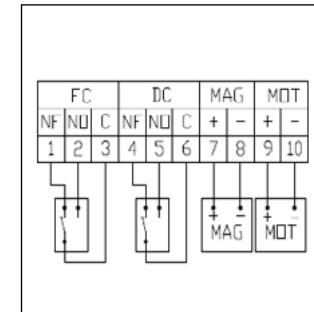 FC DC MAG MOT
NF NO C NF NO C + − + −
1 2 3 4 5 6 7 8 9 10
+ − + −
MAG MOT